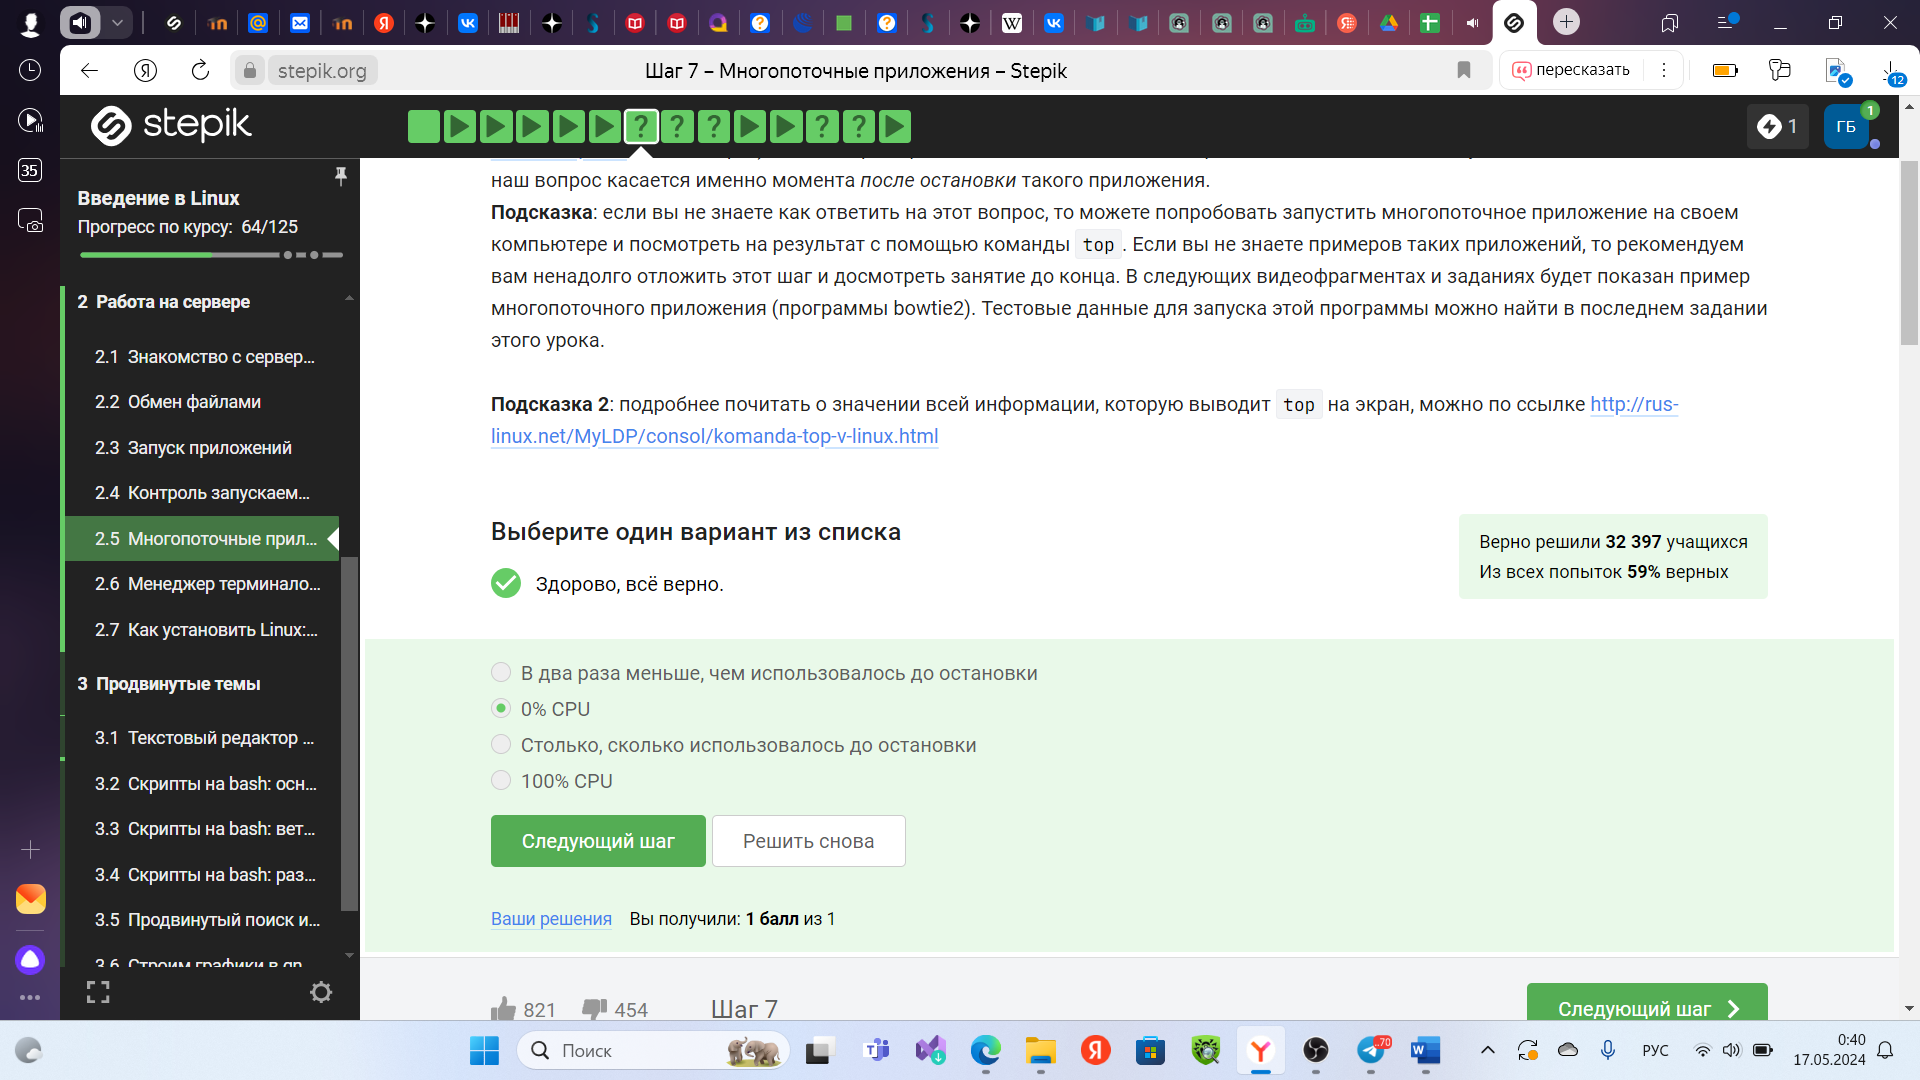 stepik.org
Шаг 7 – Многопоточные приложения – Stepik
пересказать
12
35
stepik
1
ГБ
1
Введение в Linux
Прогресс по курсу: 64/125
2 Работа на сервере
2.1 Знакомство с сервер...
2.2 Обмен файлами
2.3 Запуск приложений
2.4 Контроль запускаем...
2.5 Многопоточные прил...
2.6 Менеджер терминало...
2.7 Как установить Linux:...
3 Продвинутые темы
3.1 Текстовый редактор ...
3.2 Скрипты на bash: осн...
3.3 Скрипты на bash: вет...
3.4 Скрипты на bash: раз...
3.5 Продвинутый поиск и...
3.6 Строим графики в gn...
наш вопрос касается именно момента после остановки такого приложения.
Подсказка: если вы не знаете как ответить на этот вопрос, то можете попробовать запустить многопоточное приложение на своем
компьютере и посмотреть на результат с помощью команды top . Если вы не знаете примеров таких приложений, то рекомендуем
вам ненадолго отложить этот шаг и досмотреть занятие до конца. В следующих видеофрагментах и заданиях будет показан пример
многопоточного приложения (программы bowtie2). Тестовые данные для запуска этой программы можно найти в последнем задании
этого урока.
Подсказка 2: подробнее почитать о значении всей информации, которую выводит top на экран, можно по ссылке http://rus-
linux.net/MyLDP/consol/komanda-top-v-linux.html
Выберите один вариант из списка
Здорово, всё верно.
Верно решили 32 397 учащихся
Из всех попыток 59% верных
В два раза меньше, чем использовалось до остановки
0% CPU
Столько, сколько использовалось до остановки
100% CPU
Следующий шаг
Решить снова
Ваши решения Вы получили: 1 балл из 1
821
454
Шаг 7
Следующий шаг
Поиск
..70
РУС
0:40
17.05.2024